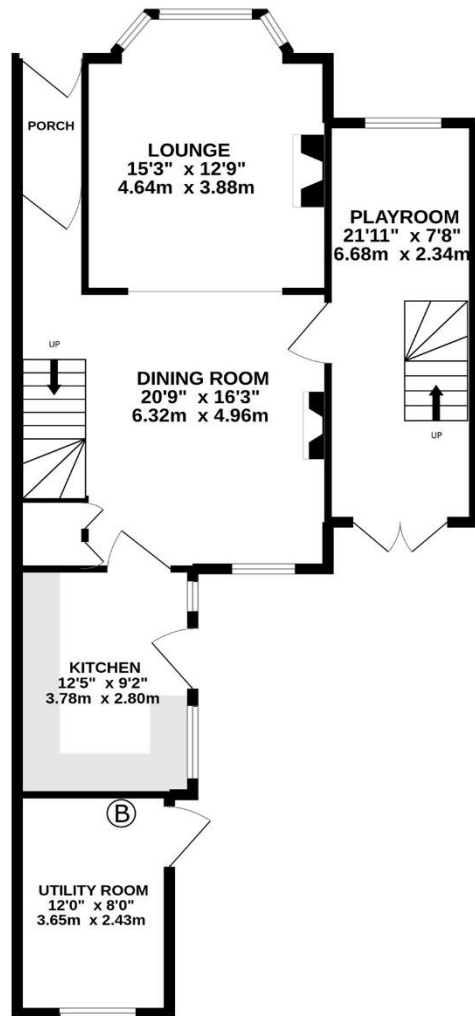 PORCH
LOUNGE
15'3" x 12'9"
4.64m x 3.88m
PLAYROOM
21'11" x 7'8"
6.68m x 2.34m
UP
DINING ROOM
20'9" x 16'3"
6.32m x 4.96m
UP
KITCHEN
12'5" x 9'2"
3.78m x 2.80m
B
UTILITY ROOM
12'0" x 8'0"
3.65m x 2.43m